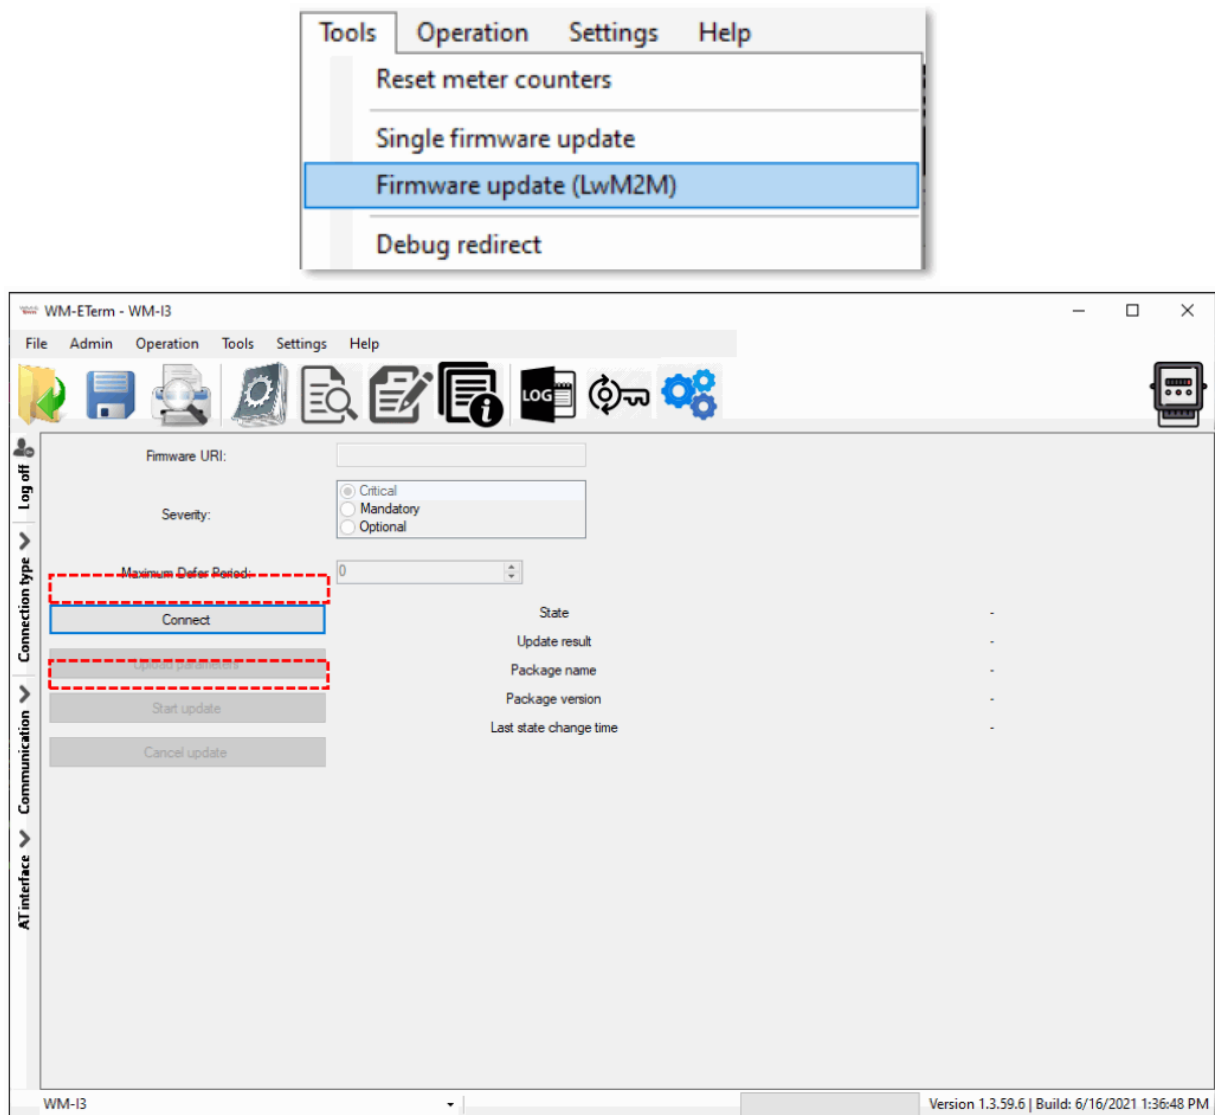 Tools Operation Settings Help
Reset meter counters
Single firmware update
Firmware update (LwM2M)
Debug redirect
WM-ETerm - WM-I3
File Admin Operation Tools Settings Help
LOG
Log off
Connection type
Communication
AT interface
Firmware URI:
Severity:
Critical
Mandatory
Optional
Maximum Defer Period:
0
Connect
Upload parameters
Start update
Cancel update
State -
Update result -
Package name -
Package version -
Last state change time -
WM-I3
Version 1.3.59.6 | Build: 6/16/2021 1:36:48 PM